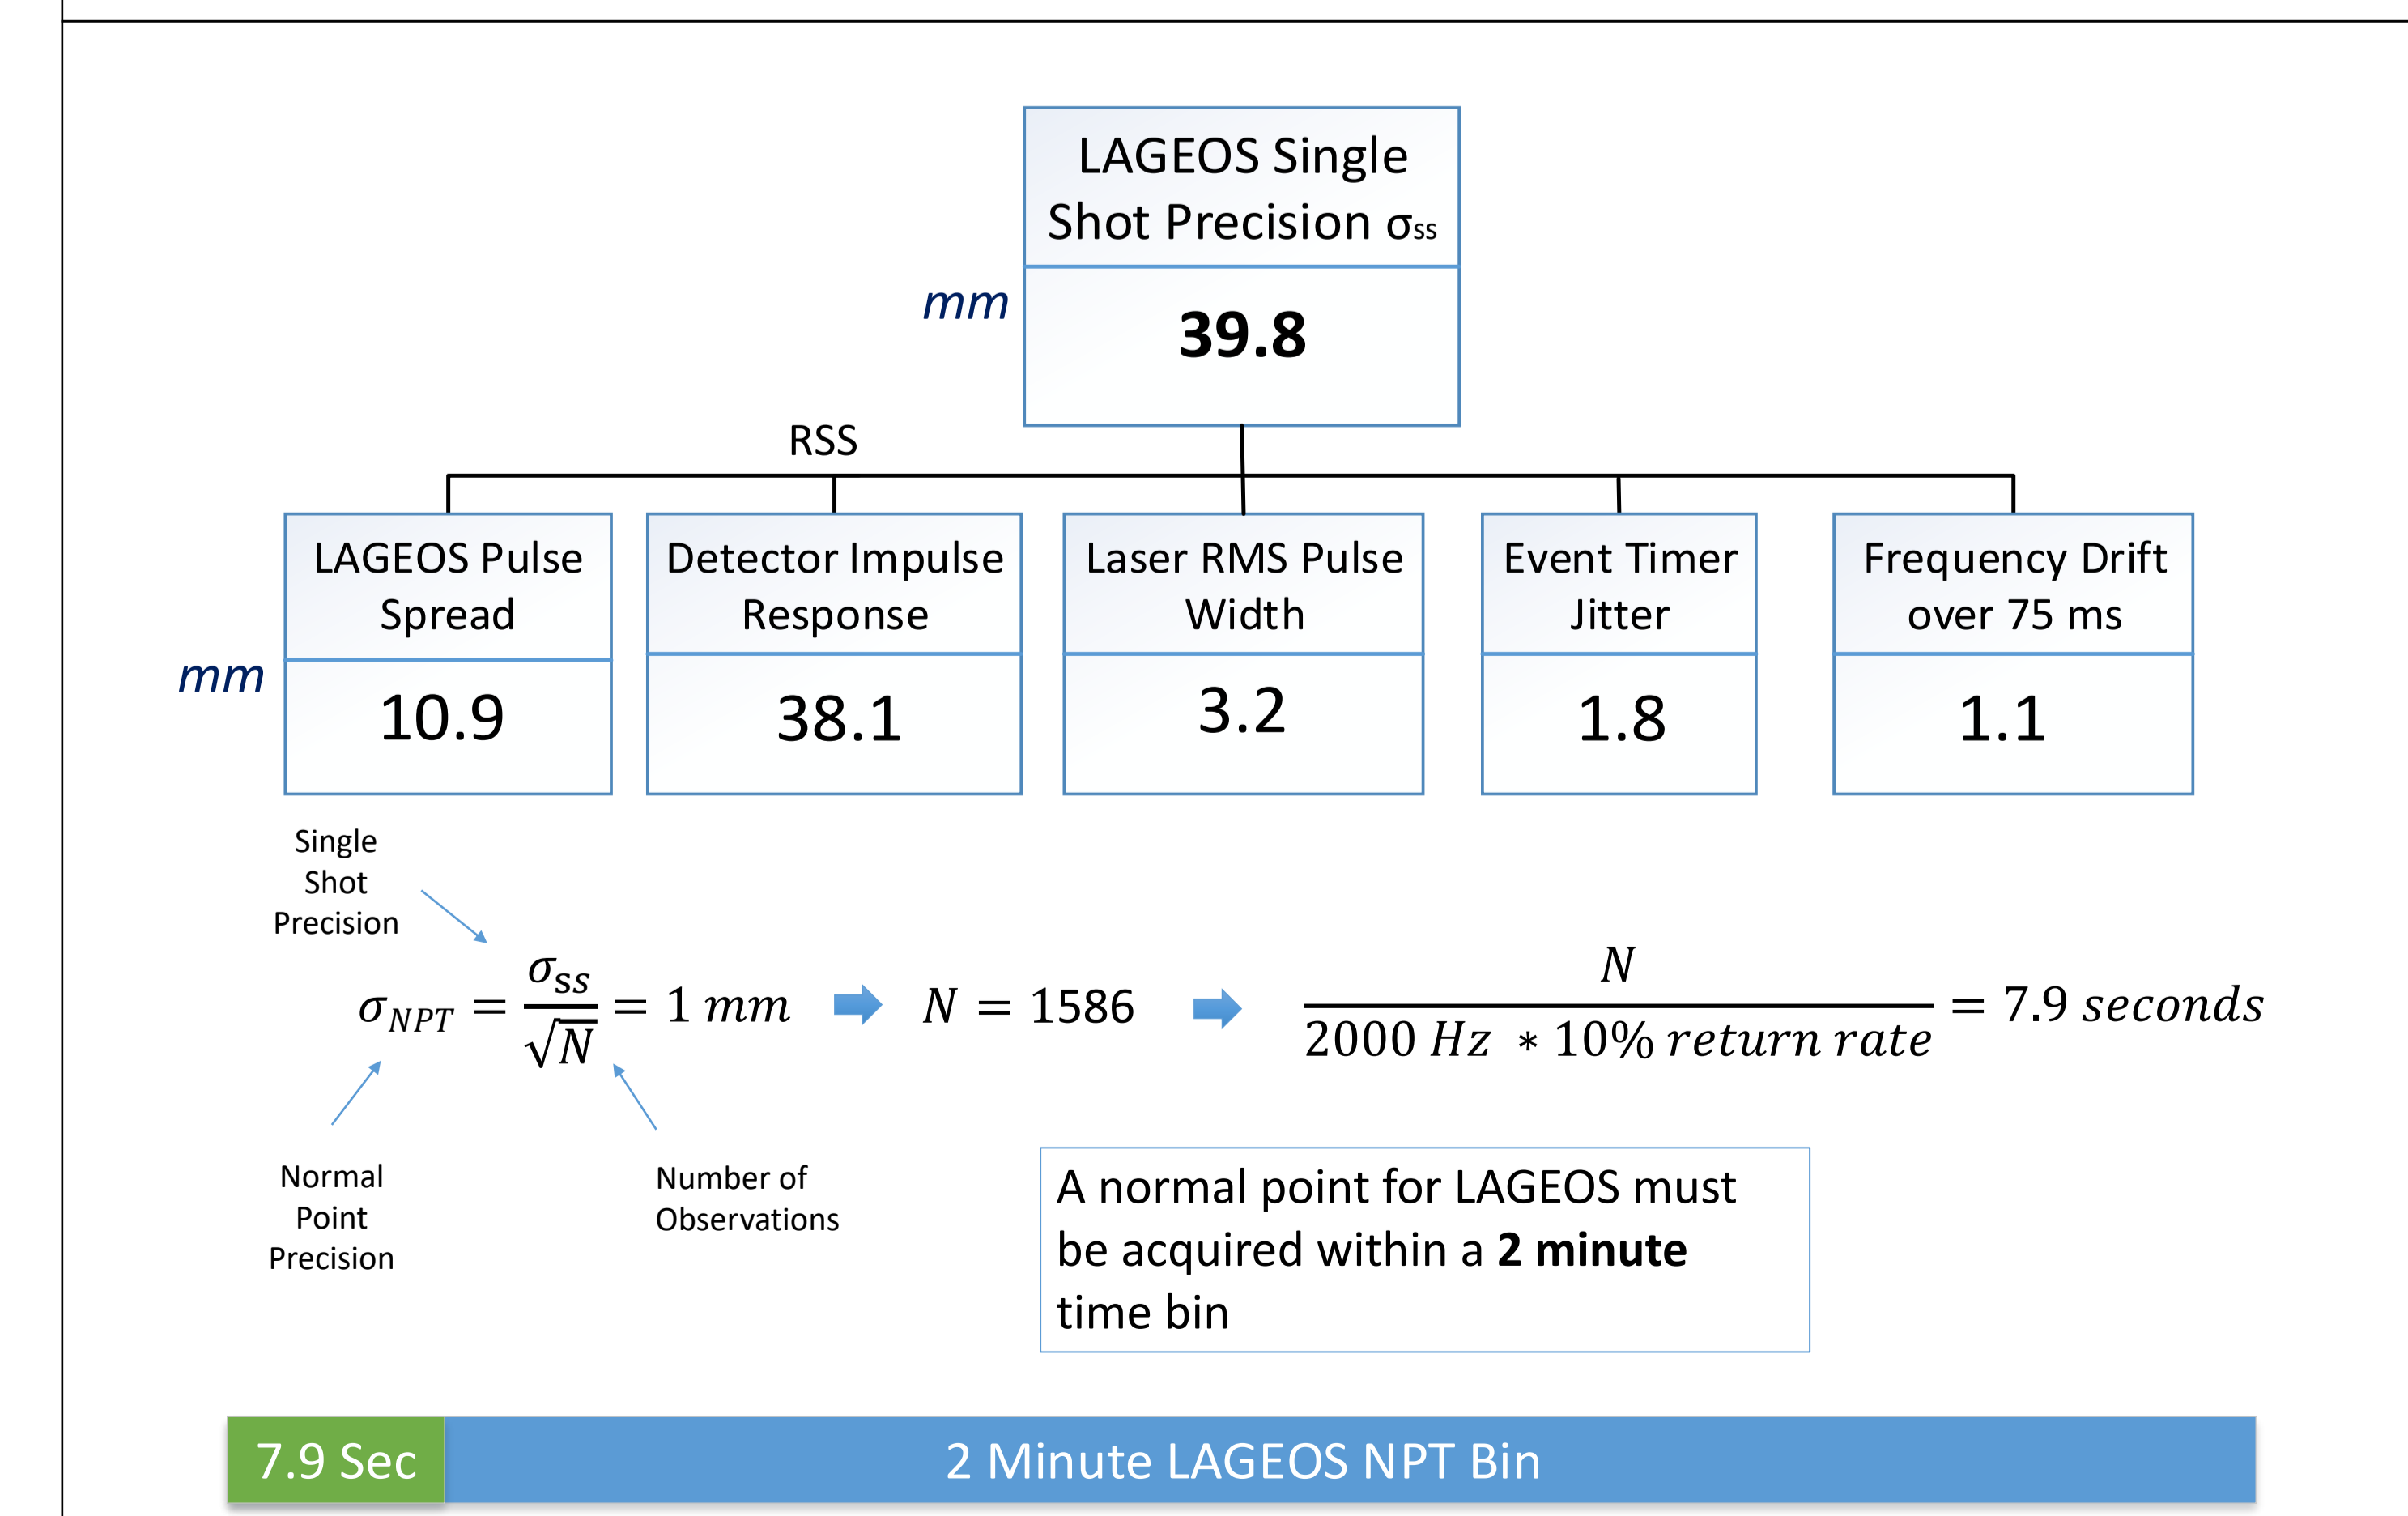 LAGEOS Single
Shot Precision σss
mm
39.8
RSS
LAGEOS Pulse
Spread
Detector Impulse
Response
Laser RMS Pulse
Width
Event Timer
Jitter
Frequency Drift
over 75 ms
mm
10.9
38.1
3.2
1.8
1.1
Single
Shot
Precision
σNPT = σss / √N = 1 mm
N = 1586
N / 2000 Hz * 10% return rate = 7.9 seconds
Normal
Point
Precision
Number of
Observations
A normal point for LAGEOS must
be acquired within a 2 minute
time bin
7.9 Sec
2 Minute LAGEOS NPT Bin